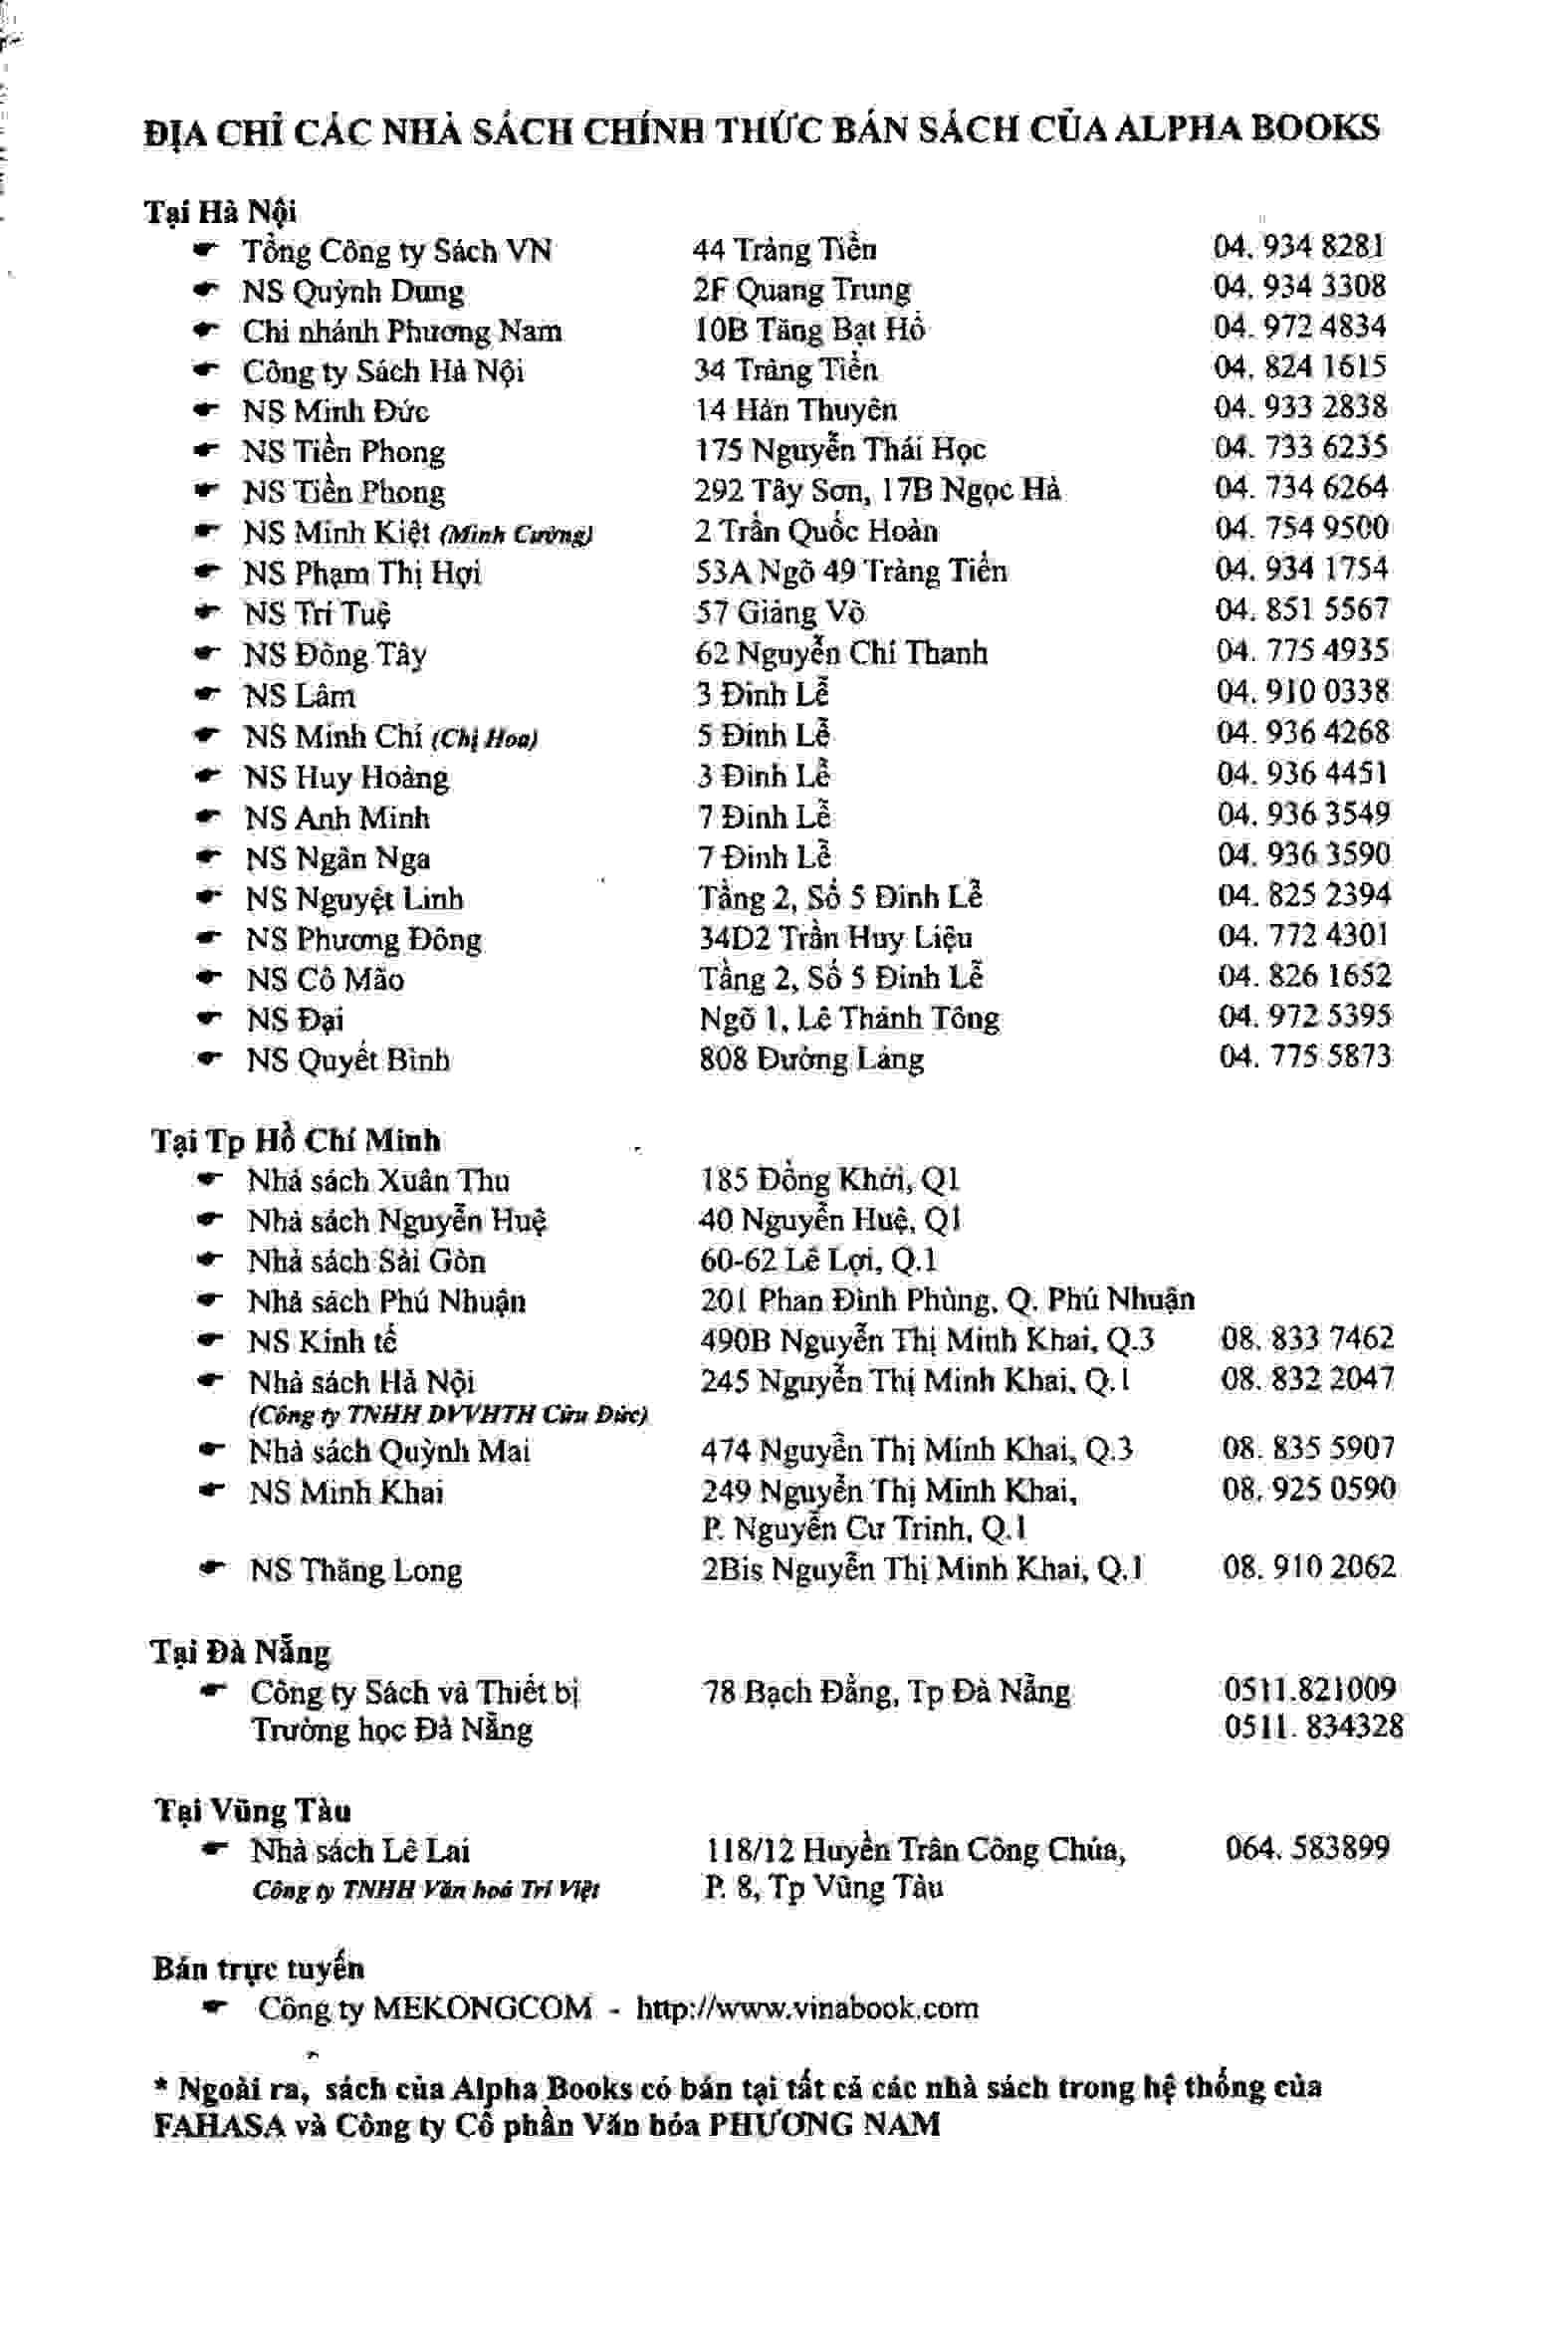 ĐỊA CHỈ CÁC NHÀ SÁCH CHÍNH THỨC BÁN SÁCH CỦA ALPHA BOOKS
Tại Hà Nội
☛ Tổng Công ty Sách VN 44 Tràng Tiền 04. 934 8281
☛ NS Quỳnh Dung 2F Quang Trung 04. 934 3308
☛ Chi nhánh Phương Nam 10B Tăng Bạt Hổ 04. 972 4834
☛ Công ty Sách Hà Nội 34 Tràng Tiền 04. 824 1615
☛ NS Minh Đức 14 Hàn Thuyên 04. 933 2838
☛ NS Tiền Phong 175 Nguyễn Thái Học 04. 733 6235
☛ NS Tiền Phong 292 Tây Sơn, 17B Ngọc Hà 04. 734 6264
☛ NS Minh Kiệt (Minh Cường) 2 Trần Quốc Hoàn 04. 754 9500
☛ NS Phạm Thị Hợi 53A Ngõ 49 Tràng Tiền 04. 934 1754
☛ NS Trí Tuệ 57 Giảng Võ 04. 851 5567
☛ NS Đông Tây 62 Nguyễn Chí Thanh 04. 775 4935
☛ NS Lâm 3 Đinh Lễ 04. 910 0338
☛ NS Minh Chí (Chị Hoa) 5 Đinh Lễ 04. 936 4268
☛ NS Huy Hoàng 3 Đinh Lễ 04. 936 4451
☛ NS Anh Minh 7 Đinh Lễ 04. 936 3549
☛ NS Ngân Nga 7 Đinh Lễ 04. 936 3590
☛ NS Nguyệt Linh Tầng 2, Số 5 Đinh Lễ 04. 825 2394
☛ NS Phương Đông 34D2 Trần Huy Liệu 04. 772 4301
☛ NS Cô Mão Tầng 2, Số 5 Đinh Lễ 04. 826 1652
☛ NS Đại Ngõ 1, Lê Thánh Tông 04. 972 5395
☛ NS Quyết Bình 808 Đường Láng 04. 775 5873
Tại Tp Hồ Chí Minh
☛ Nhà sách Xuân Thu 185 Đồng Khởi, Q1
☛ Nhà sách Nguyễn Huệ 40 Nguyễn Huệ, Q1
☛ Nhà sách Sài Gòn 60-62 Lê Lợi, Q.1
☛ Nhà sách Phú Nhuận 201 Phan Đình Phùng, Q. Phú Nhuận
☛ NS Kinh tế 490B Nguyễn Thị Minh Khai, Q.3 08. 833 7462
☛ Nhà sách Hà Nội 245 Nguyễn Thị Minh Khai, Q.1 08. 832 2047
(Công ty TNHH DVVHTH Cửu Đức)
☛ Nhà sách Quỳnh Mai 474 Nguyễn Thị Minh Khai, Q.3 08. 835 5907
☛ NS Minh Khai 249 Nguyễn Thị Minh Khai, 08. 925 0590
P. Nguyễn Cư Trinh, Q.1
☛ NS Thăng Long 2Bis Nguyễn Thị Minh Khai, Q.1 08. 910 2062
Tại Đà Nẵng
☛ Công ty Sách và Thiết bị 78 Bạch Đằng, Tp Đà Nẵng 0511.821009
Trường học Đà Nẵng 0511. 834328
Tại Vũng Tàu
☛ Nhà sách Lê Lai 118/12 Huyền Trân Công Chúa, 064. 583899
Công ty TNHH Văn hoá Trí Việt P. 8, Tp Vũng Tàu
Bán trực tuyến
☛ Công ty MEKONGCOM - http://www.vinabook.com
* Ngoài ra, sách của Alpha Books có bán tại tất cả các nhà sách trong hệ thống của
FAHASA và Công ty Cổ phần Văn hóa PHƯƠNG NAM